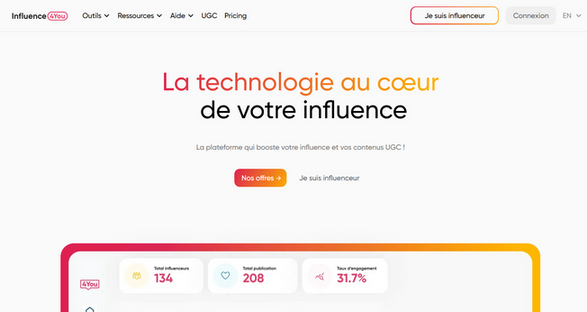 Influence 4You Outils Ressources Aide UGC Pricing Je suis influenceur Connexion EN
La technologie au cœur
de votre influence
La plateforme qui booste votre influence et vos contenus UGC !
Nos offres → Je suis influenceur
Total influenceurs Total publication Taux d'engagement
134 208 31.7%
4You